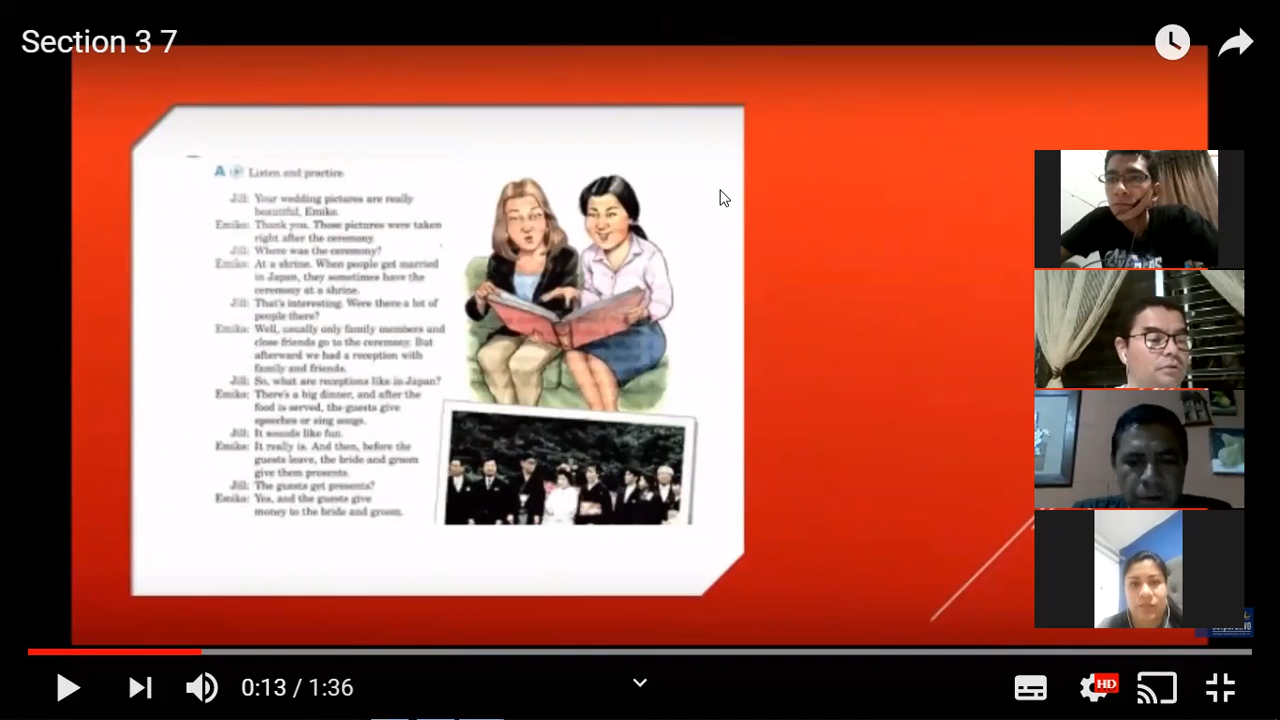 Section 3 7
A Listen and practice
Jill: Your wedding pictures are really
beautiful, Emiko.
Emiko: Thank you. Those pictures were taken
right after the ceremony.
Jill: Where was the ceremony?
Emiko: At a shrine. When people get married
in Japan, they sometimes have the
ceremony at a shrine.
Jill: That's interesting. Were there a lot of
people there?
Emiko: Well, usually only family members and
close friends go to the ceremony. But
afterward we had a reception with
family and friends.
Jill: So, what are receptions like in Japan?
Emiko: There's a big dinner, and after the
food is served, the guests give
speeches or sing songs.
Jill: It sounds like fun.
Emiko: It really is. And then, before the
guests leave, the bride and groom
give them presents.
Jill: The guests get presents?
Emiko: Yes, and the guests give
money to the bride and groom.
0:13 / 1:36
HD